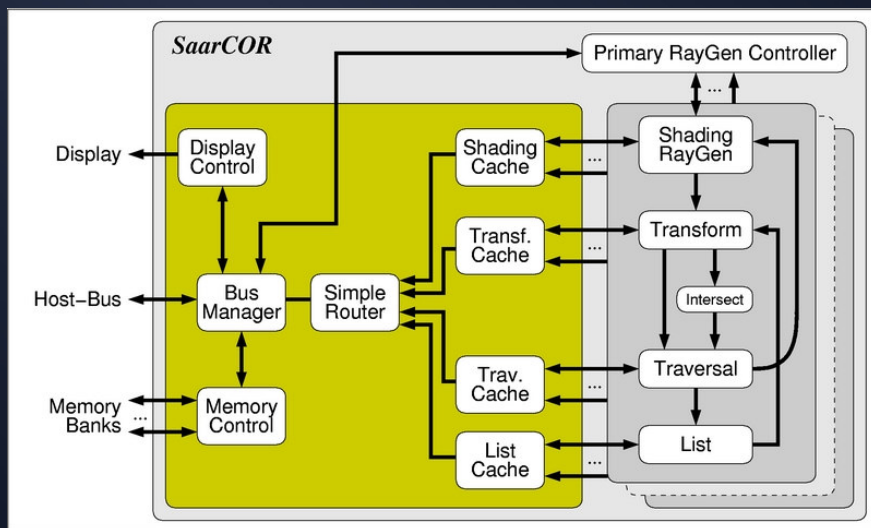 SaarCOR
Primary RayGen Controller
...
Display
Display
Control
Shading
Cache
...
Shading
RayGen
Transf.
Cache
...
Transform
Host-Bus
Bus
Manager
Simple
Router
Intersect
Trav.
Cache
...
Traversal
Memory
Banks
...
Memory
Control
List
Cache
...
List